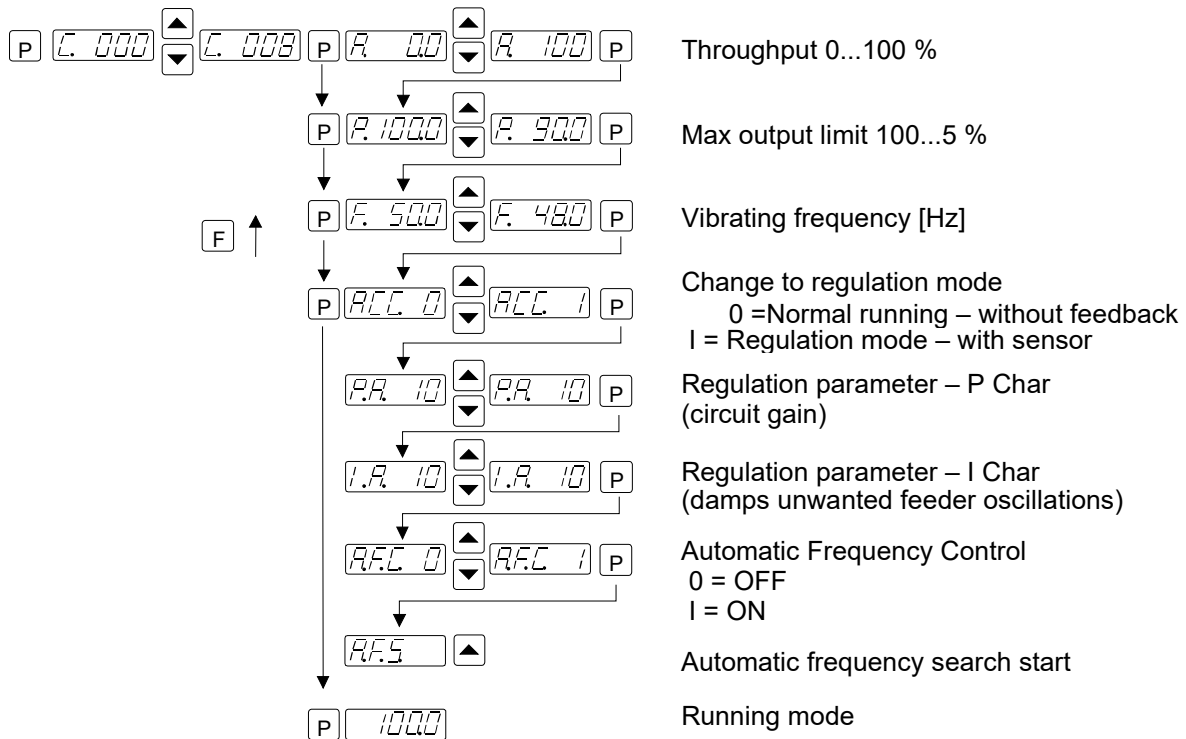 P C. 000 C. 008 P A. 0.0 A. 100 P Throughput 0...100 %
P P. 100.0 P. 90.0 P Max output limit 100...5 %
P F. 50.0 F. 48.0 P Vibrating frequency [Hz]
F
P ACC. 0 ACC. 1 P Change to regulation mode
0 =Normal running – without feedback
I = Regulation mode – with sensor
P.A. 10 P.A. 10 P Regulation parameter – P Char
(circuit gain)
I.A. 10 I.A. 10 P Regulation parameter – I Char
(damps unwanted feeder oscillations)
A.F.C. 0 A.F.C. 1 P Automatic Frequency Control
0 = OFF
I = ON
A.F.S. Automatic frequency search start
P 100.0 Running mode